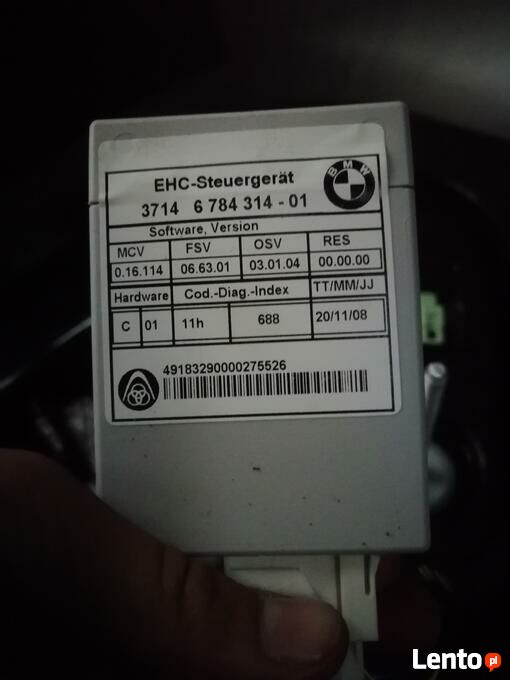 BMW
EHC-Steuergerät
3714 6 784 314 - 01
Software, Version
MCV FSV OSV RES
0.16.114 06.63.01 03.01.04 00.00.00
Hardware Cod.-Diag.-Index TT/MM/JJ
C 01 11h 688 20/11/08
49183290000275526
Lento.pl